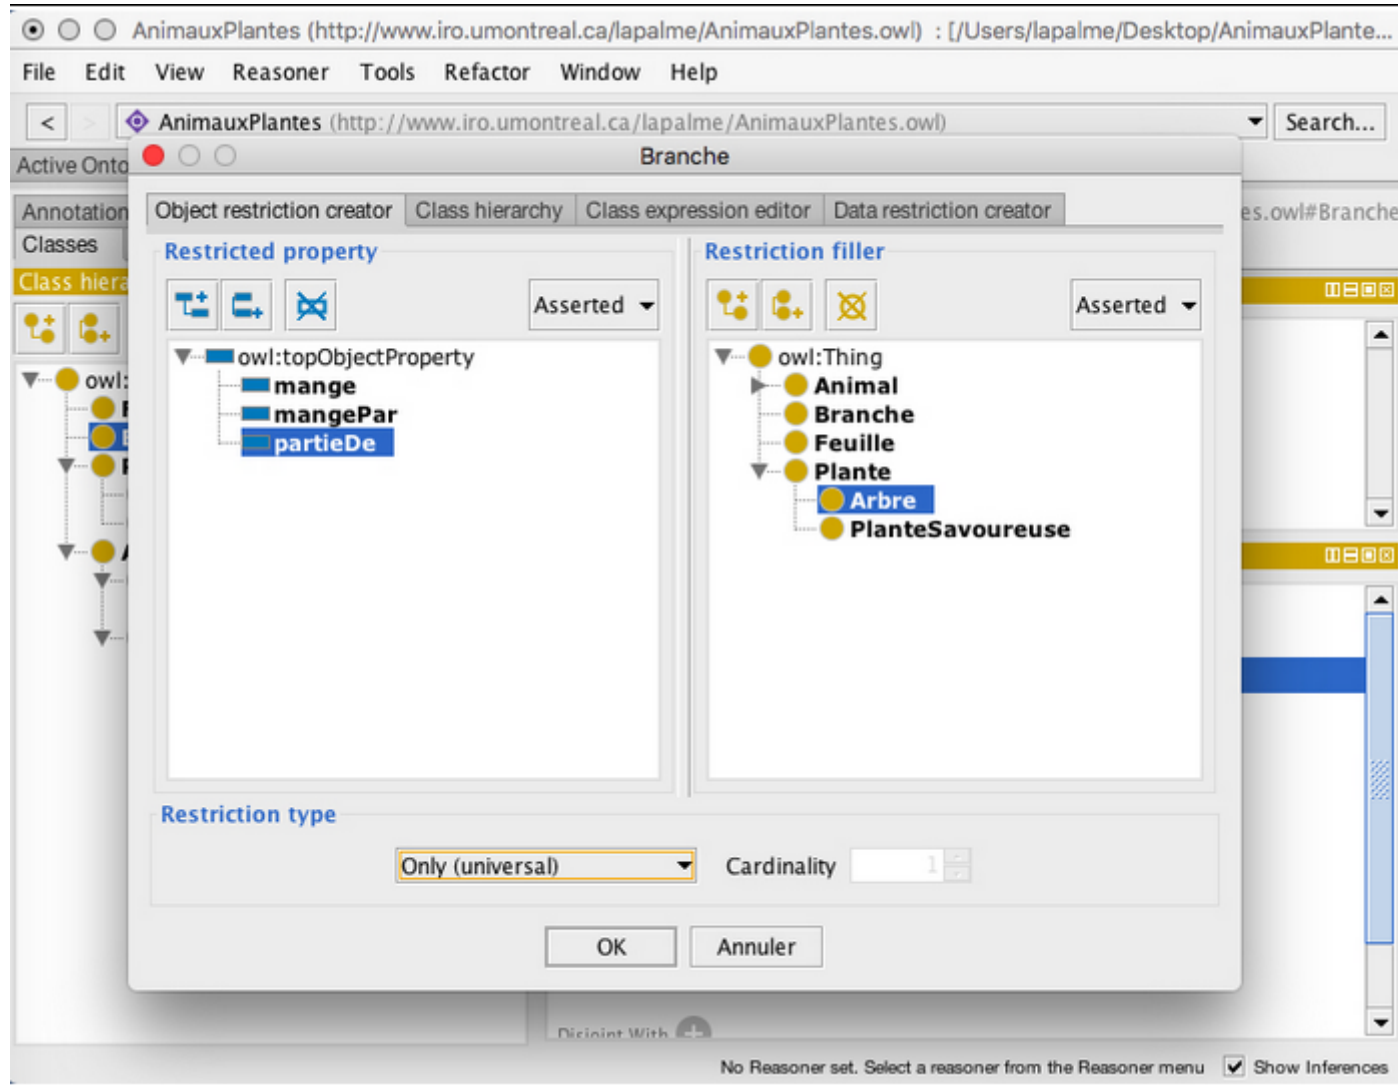 AnimauxPlantes (http://www.iro.umontreal.ca/lapalme/AnimauxPlantes.owl) : [/Users/lapalme/Desktop/AnimauxPlante...
File Edit View Reasoner Tools Refactor Window Help
< > AnimauxPlantes (http://www.iro.umontreal.ca/lapalme/AnimauxPlantes.owl) Search...
Active Onto
Branche
Annotation
es.owl#Branche
Object restriction creator Class hierarchy Class expression editor Data restriction creator
Classes
Class hiera
Restricted property
Restriction filler
Asserted
Asserted
owl:
owl:topObjectProperty
mange
mangePar
partieDe
owl:Thing
Animal
Branche
Feuille
Plante
Arbre
PlanteSavoureuse
Restriction type
Only (universal) Cardinality 1
OK Annuler
Disjoint With
No Reasoner set. Select a reasoner from the Reasoner menu Show Inferences